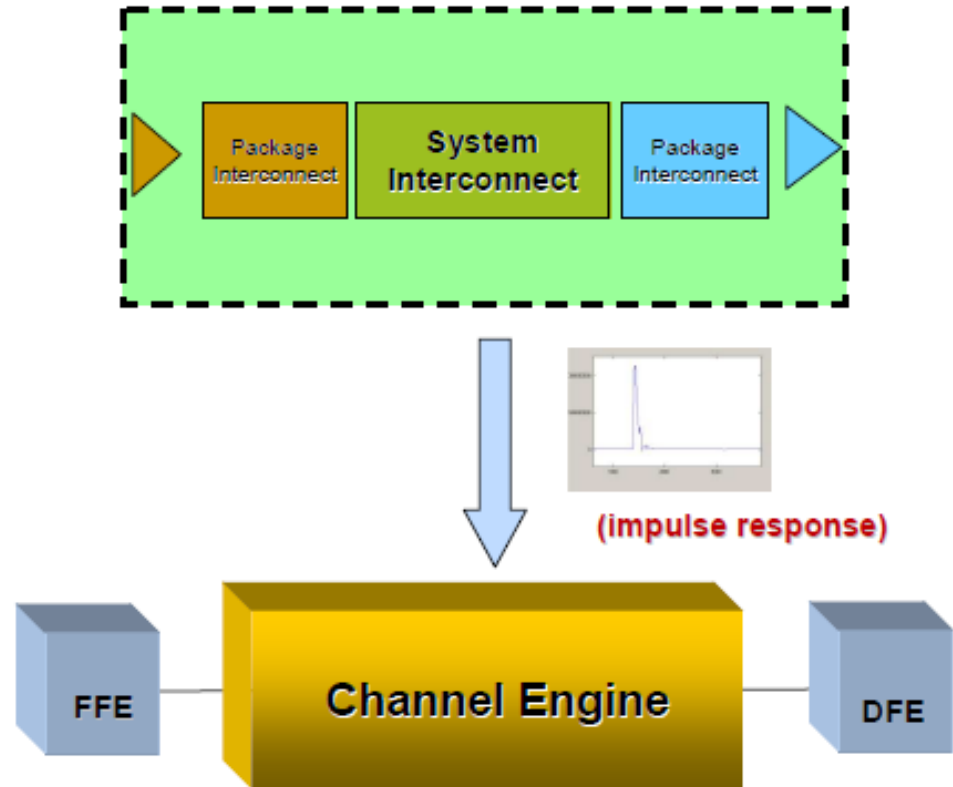 Package
Interconnect
System
Interconnect
Package
Interconnect
(impulse response)
FFE
Channel Engine
DFE